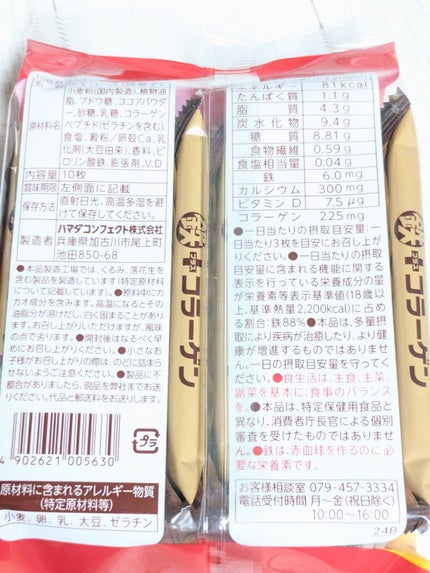 小麦粉(国内製造)、植物油
脂、ブドウ糖、ココアパウダ
ー、砂糖、乳糖、コラーゲン
原材料名
ペプチド(ゼラチンを含む)、
食塩、澱粉/卵殻Ca、乳
化剤(大豆由来)、香料、ピ
ロリン酸鉄、膨張剤、V.D
内容量 10枚
賞味期限 左側面に記載
保存方法 直射日光、高温多湿を避
けて保存してください。
製造者 ハマダコンフェクト株式会社
兵庫県加古川市尾上町
池田850-68
●本品製造工場では、くるみ、落花生を
含む製品を製造しています(特定原材料
について記載しています)。●原料中にカ
カオ成分を含みます。高温になるとその
油脂分が溶けだし、白く固まることがあり
ます。お召し上がりいただけますが、風味
の点で劣ります。●開封後はなるべく早
めにお召し上がりください。●小さなお
子様がお召し上がりの際は、のどに詰まら
せないようご注意ください。●製品に不
都合がありましたら、現品を弊社までお送
りください。代品と郵送料をお送りします。
4 902621 005630
プラ
原材料に含まれるアレルギー物質
(特定原材料等)
小麦、卵、乳、大豆、ゼラチン
エネルギー 81kcal
たんぱく質 1.1g
脂質 4.3g
炭水化物 9.4g
糖質 8.81g
食物繊維 0.59g
食塩相当量 0.04g
鉄 6.0mg
カルシウム 300mg
ビタミンD 7.5μg
コラーゲン 225mg
●一日当たりの摂取目安量:一
日当たり3枚を目安にお召し上が
りください。●一日当たりの摂取
目安量に含まれる機能に関する
表示を行っている栄養成分の量
が栄養素等表示基準値(18歳以
上、基準熱量2,200kcal)に占め
る割合:鉄88%●本品は、多量摂
取により疾病が治癒したり、より健
康が増進するものではありません。
一日の摂取目安量を守ってくだ
さい。●食生活は、主食、主菜、
副菜を基本に、食事のバランス
を。●本品は、特定保健用食品と
異なり、消費者庁長官による個別
審査を受けたものではありませ
ん。●鉄は、赤血球を作るのに必
要な栄養素です。
お客様相談室 079-457-3334
電話受付時間 月~金(祝日除く)
10:00~16:00
24B
鉄プラスコラーゲン
鉄プラスコラーゲン